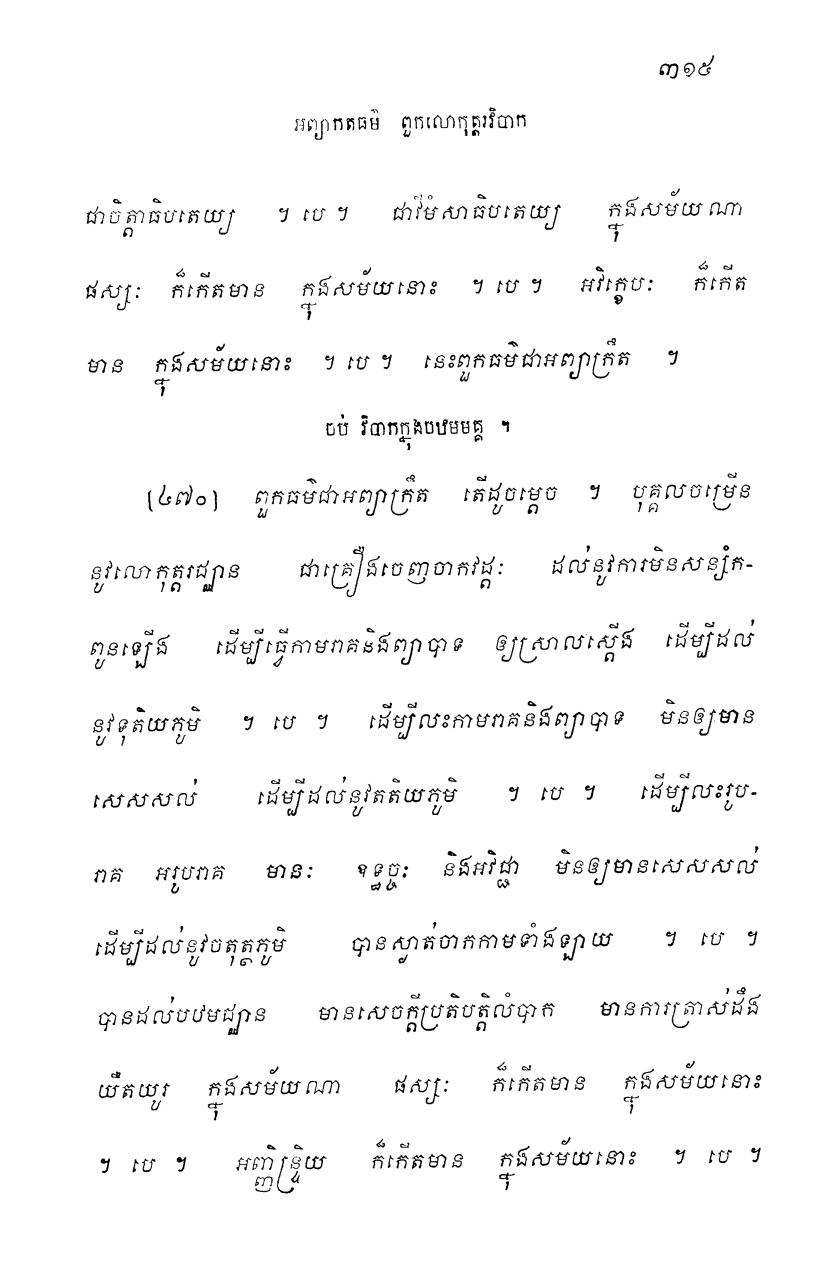 ៣១៥
អព្យាកតធម៌ ពួកលោកុត្តរវិបាក
ជាចិត្តាធិបតេយ្យ ។ បេ ។ ជាវីមំសាធិបតេយ្យ ក្នុងសម័យណា
ផស្សៈ ក៏កើតមាន ក្នុងសម័យនោះ ។ បេ ។ អវិក្ខេបៈ ក៏កើត
មាន ក្នុងសម័យនោះ ។ បេ ។ នេះពួកធម៌ជាអព្យាក្រឹត ។
ចប់ វិបាកក្នុងបឋមមគ្គ ។
[៤៧០] ពួកធម៌ជាអព្យាក្រឹត តើដូចម្តេច ។ បុគ្គលចម្រើន
នូវលោកុត្តរជ្ឈាន ជាគ្រឿងចេញចាកវដ្តៈ ដល់នូវការមិនសន្សំក-
ពូនឡើង ដើម្បីធ្វើកាមរាគនិងព្យាបាទ ឲ្យស្រាលស្តើង ដើម្បីដល់
នូវទុតិយភូមិ ។ បេ ។ ដើម្បីលះកាមរាគនិងព្យាបាទ មិនឲ្យមាន
សេសសល់ ដើម្បីដល់នូវតតិយភូមិ ។ បេ ។ ដើម្បីលះរូប-
រាគ អរូបរាគ មានៈ ឧទ្ធច្ចៈ និងអវិជ្ជា មិនឲ្យមានសេសសល់
ដើម្បីដល់នូវចតុត្ថភូមិ បានស្ងាត់ចាកកាមទាំងឡាយ ។ បេ ។
បានដល់បឋមជ្ឈាន មានសេចក្តីប្រតិបត្តិលំបាក មានការត្រាស់ដឹង
យឺតយូរ ក្នុងសម័យណា ផស្សៈ ក៏កើតមាន ក្នុងសម័យនោះ
។ បេ ។ អញ្ញិន្ទ្រិយ ក៏កើតមាន ក្នុងសម័យនោះ ។ បេ ។